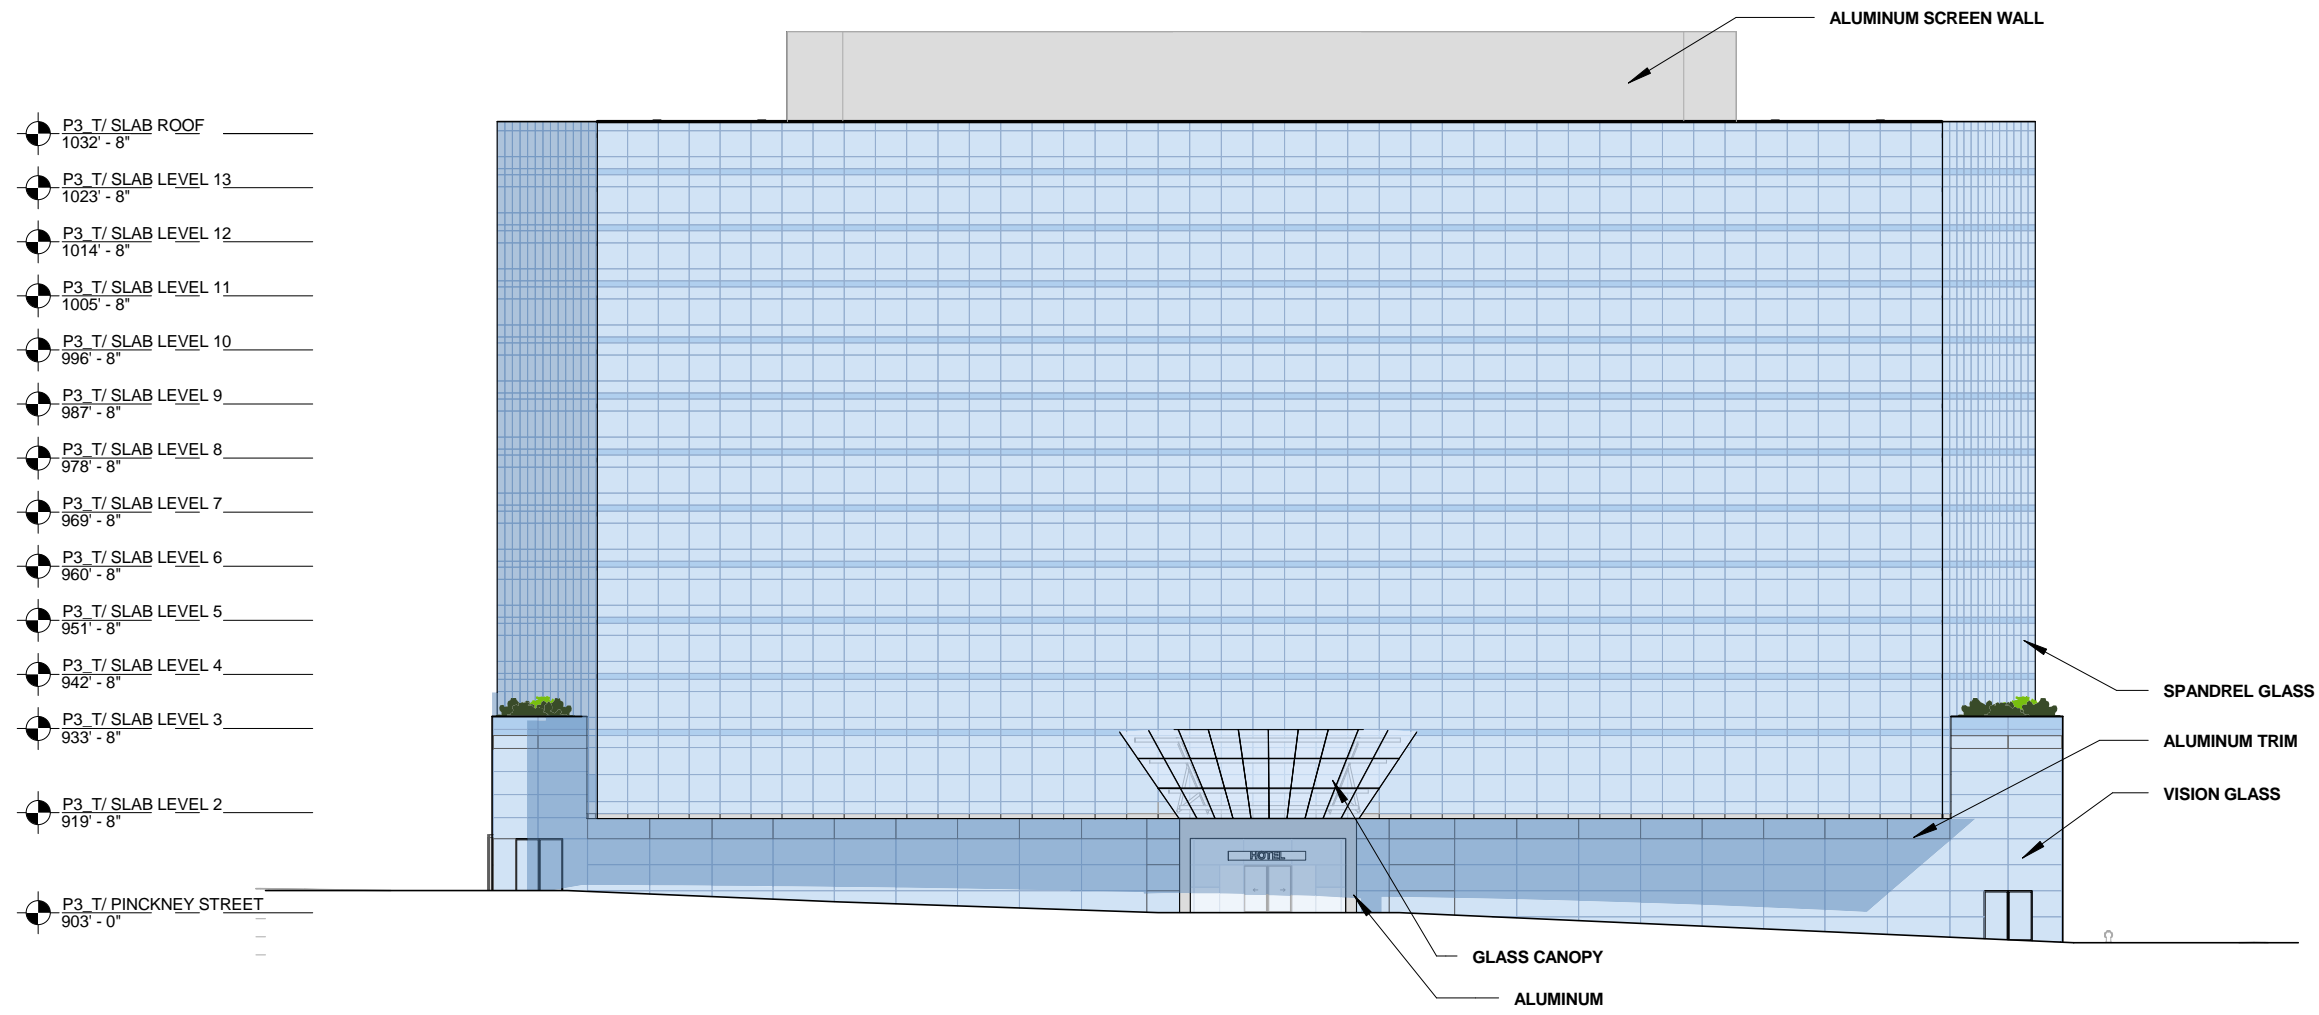 ALUMINUM SCREEN WALL
P3_T/ SLAB ROOF
1032' - 8"
P3_T/ SLAB LEVEL 13
1023' - 8"
P3_T/ SLAB LEVEL 12
1014' - 8"
P3_T/ SLAB LEVEL 11
1005' - 8"
P3_T/ SLAB LEVEL 10
996' - 8"
P3_T/ SLAB LEVEL 9
987' - 8"
P3_T/ SLAB LEVEL 8
978' - 8"
P3_T/ SLAB LEVEL 7
969' - 8"
P3_T/ SLAB LEVEL 6
960' - 8"
P3_T/ SLAB LEVEL 5
951' - 8"
P3_T/ SLAB LEVEL 4
942' - 8"
P3_T/ SLAB LEVEL 3
933' - 8"
P3_T/ SLAB LEVEL 2
919' - 8"
P3_T/ PINCKNEY STREET
903' - 0"
SPANDREL GLASS
ALUMINUM TRIM
VISION GLASS
HOTEL
GLASS CANOPY
ALUMINUM